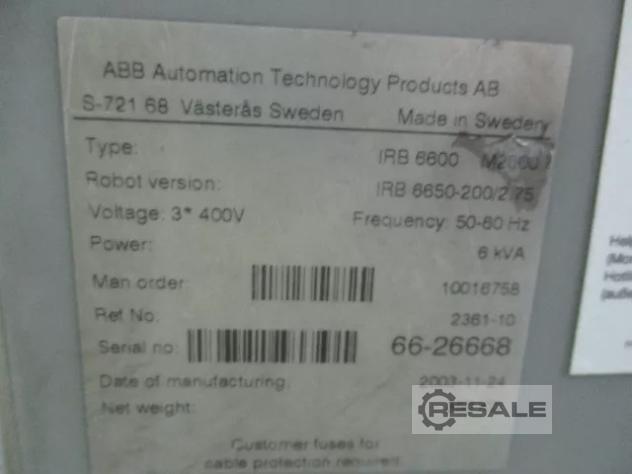 ABB Automation Technology Products AB
S-721 68 Västerås Sweden Made in Sweden
Type: IRB 6600 M2000
Robot version: IRB 6650-200/2.75
Voltage: 3* 400V Frequency: 50-60 Hz
Power: 6 kVA
Man order: 10016758
Ref No. 2361-10
Serial no: 66-26668
Date of manufacturing: 2003-11-24
Net weight:
Customer fuses for
cable protection required
RESALE
Hotli
(auße